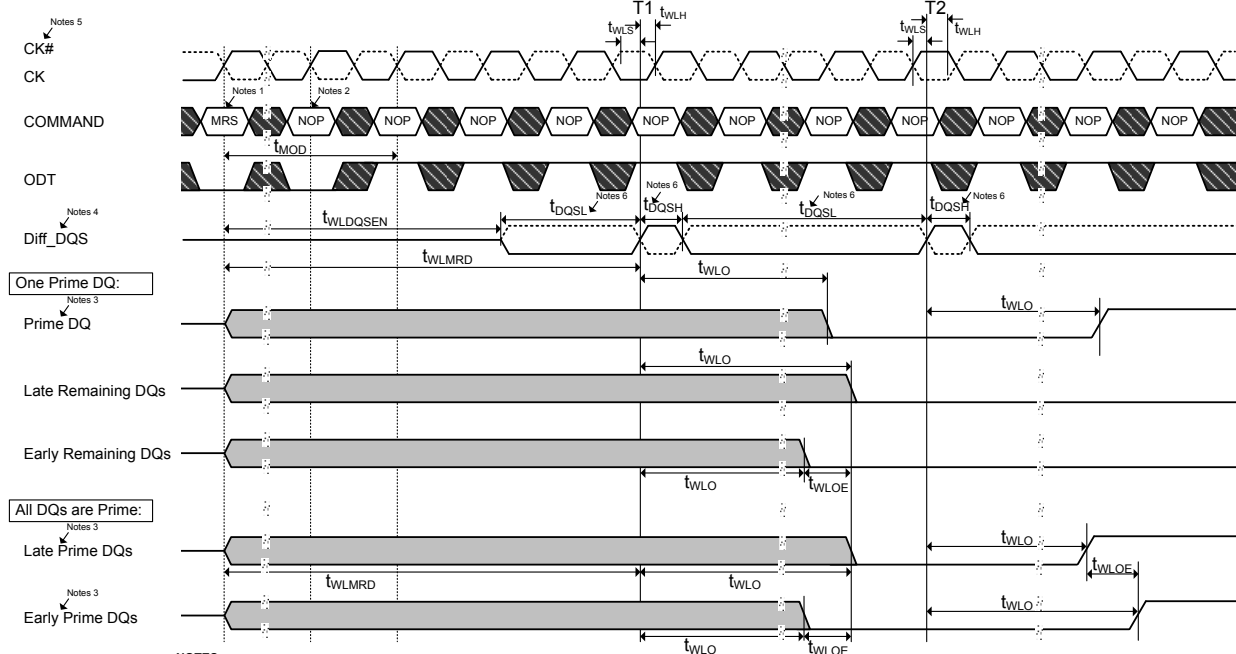 T1
T2
tWLS
tWLH
tWLS
tWLH
Notes 5
CK#
CK
Notes 1
Notes 2
COMMAND
MRS
NOP
NOP
NOP
NOP
NOP
NOP
NOP
NOP
NOP
NOP
NOP
tMOD
ODT
Notes 6
Notes 6
Notes 6
Notes 6
tDQSL
tDQSH
tDQSL
tDQSH
Notes 4
Diff_DQS
tWLDQSEN
tWLMRD
tWLO
One Prime DQ:
Notes 3
Prime DQ
tWLO
tWLO
Late Remaining DQs
Early Remaining DQs
tWLO
tWLOE
All DQs are Prime:
Notes 3
Late Prime DQs
tWLO
tWLOE
tWLMRD
tWLO
Notes 3
Early Prime DQs
tWLO
tWLO
tWLOE